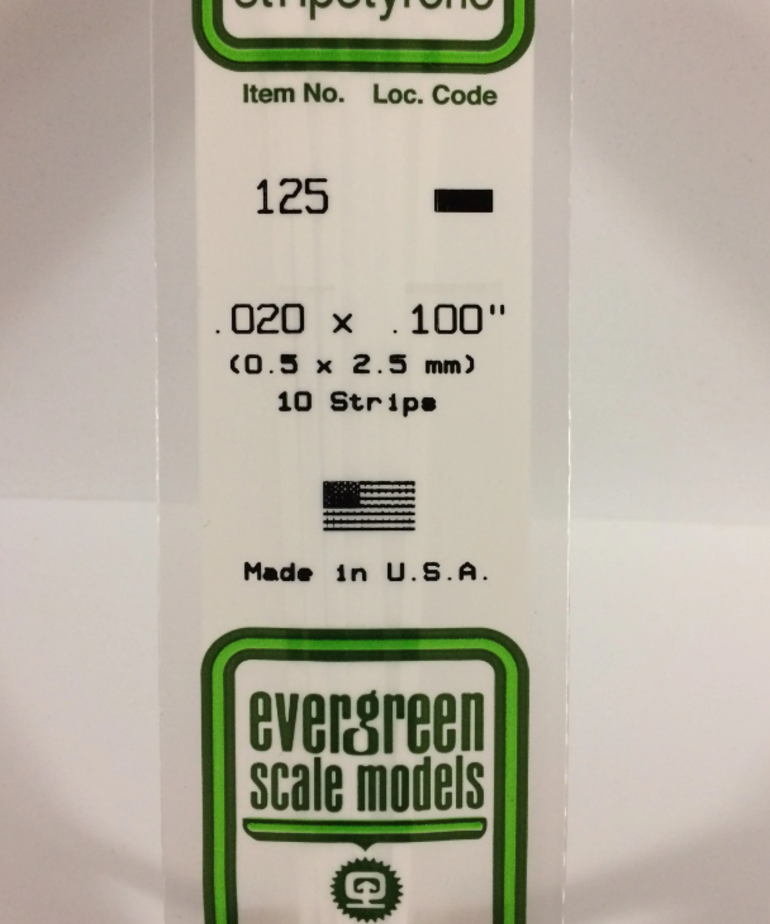 stripstyrene
Item No. Loc. Code
125
.020 x .100"
(0.5 x 2.5 mm)
10 Strips
Made in U.S.A.
evergreen
scale models